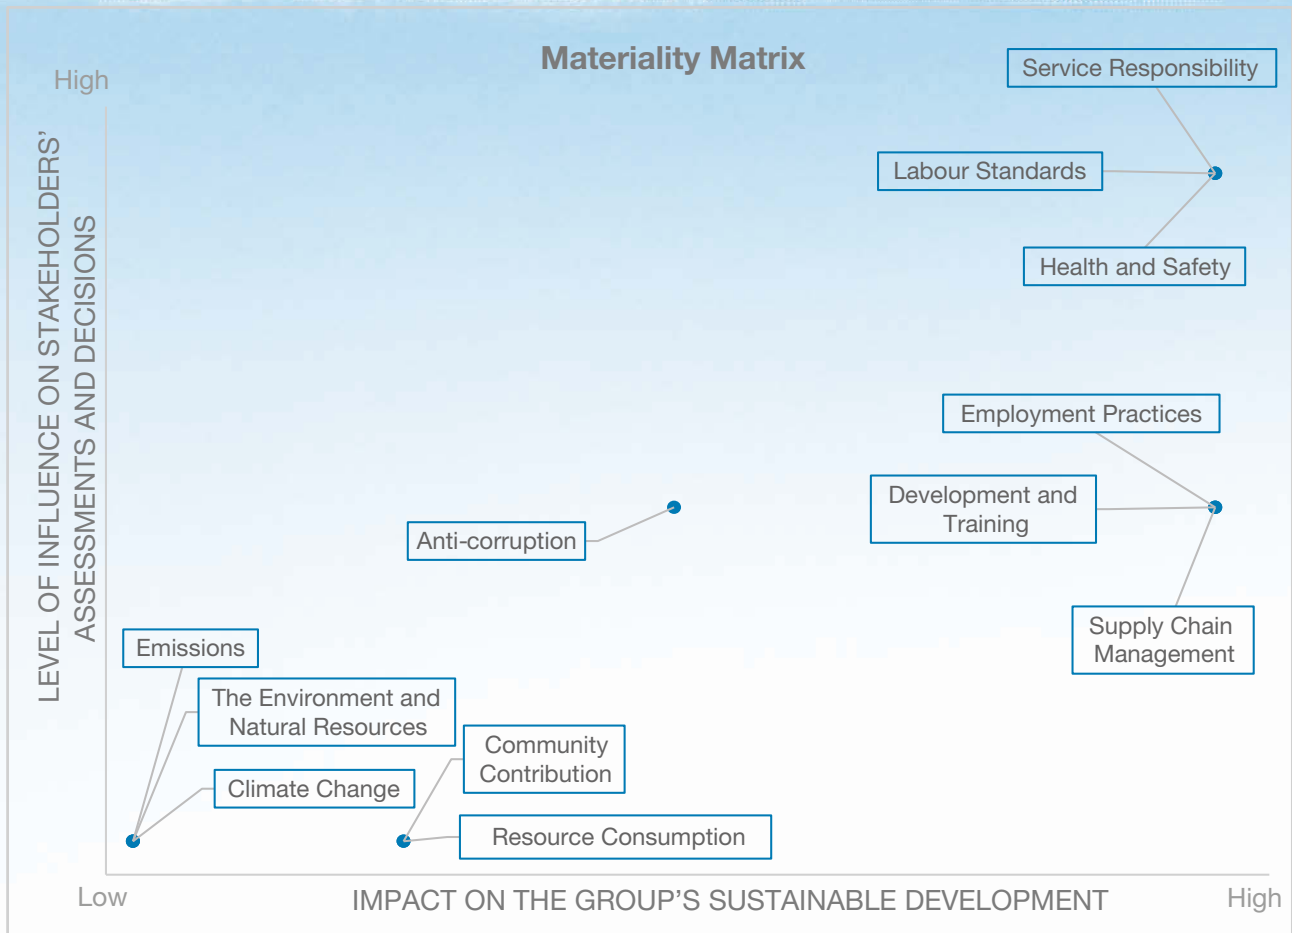 Materiality Matrix
High
LEVEL OF INFLUENCE ON STAKEHOLDERS’
ASSESSMENTS AND DECISIONS
Service Responsibility
Labour Standards
Health and Safety
Employment Practices
Development and
Training
Anti-corruption
Supply Chain
Management
Emissions
The Environment and
Natural Resources
Climate Change
Community
Contribution
Resource Consumption
Low
IMPACT ON THE GROUP’S SUSTAINABLE DEVELOPMENT
High